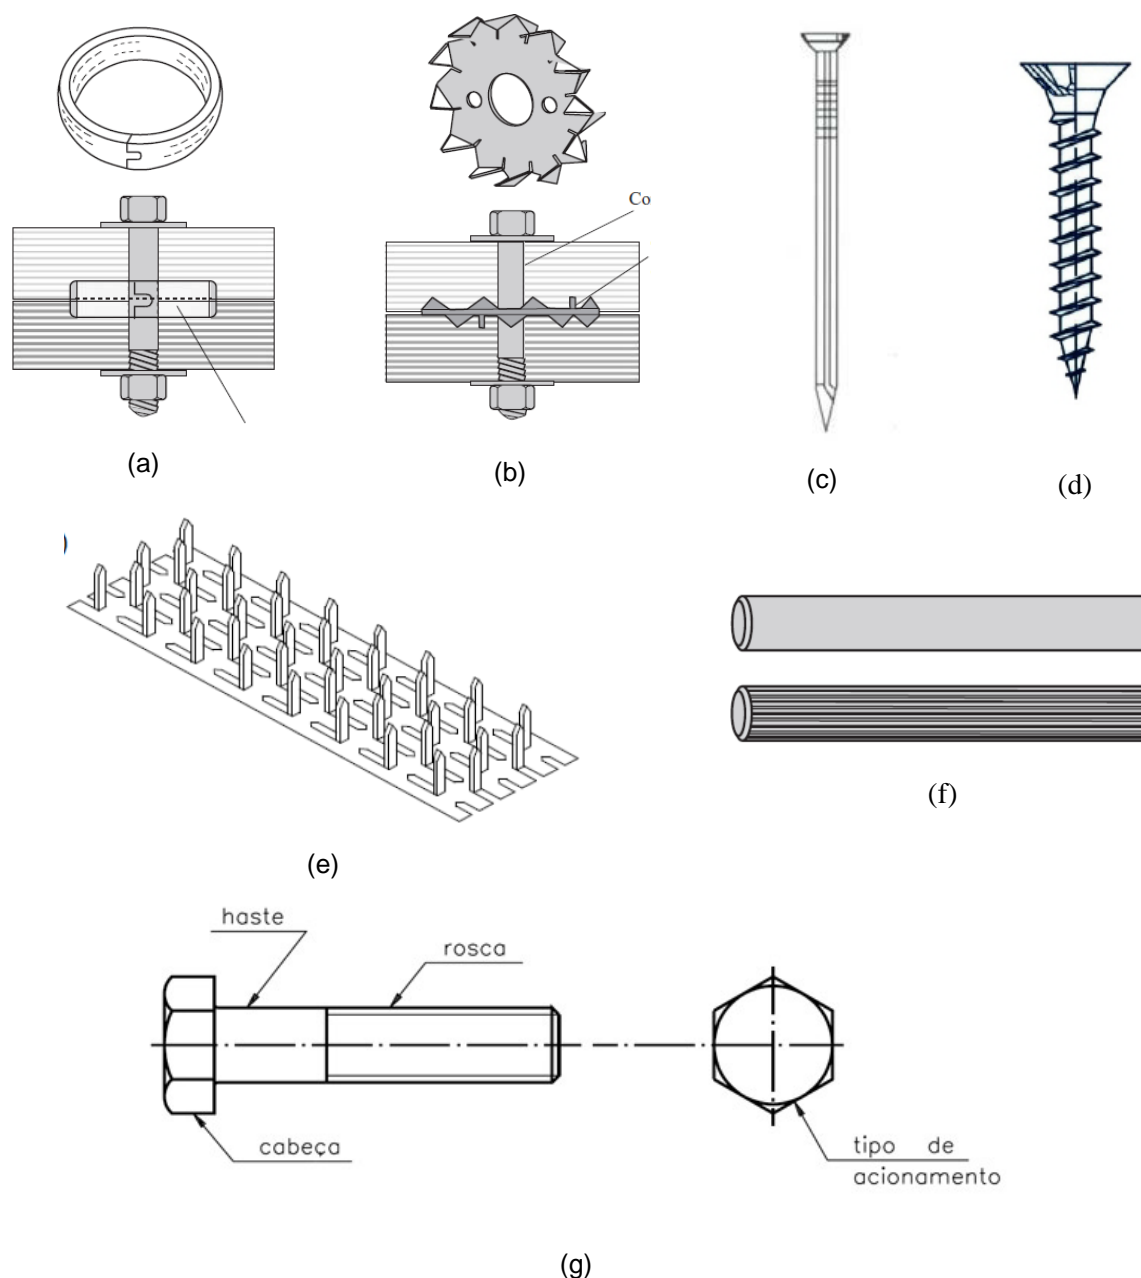 Co
(a)
(b)
(c)
(d)
)
(e)
(f)
haste
rosca
cabeça
tipo de
acionamento
(g)